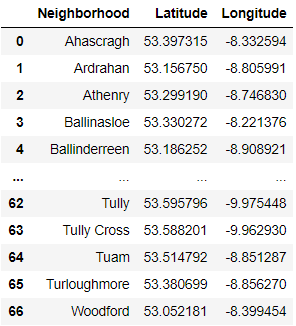 Neighborhood Latitude Longitude
0 Ahascragh 53.397315 -8.332594
1 Ardrahan 53.156750 -8.805991
2 Athenry 53.299190 -8.746830
3 Ballinasloe 53.330272 -8.221376
4 Ballinderreen 53.186252 -8.908921
... ... ... ...
62 Tully 53.595796 -9.975448
63 Tully Cross 53.588201 -9.962930
64 Tuam 53.514792 -8.851287
65 Turloughmore 53.380699 -8.856270
66 Woodford 53.052181 -8.399454